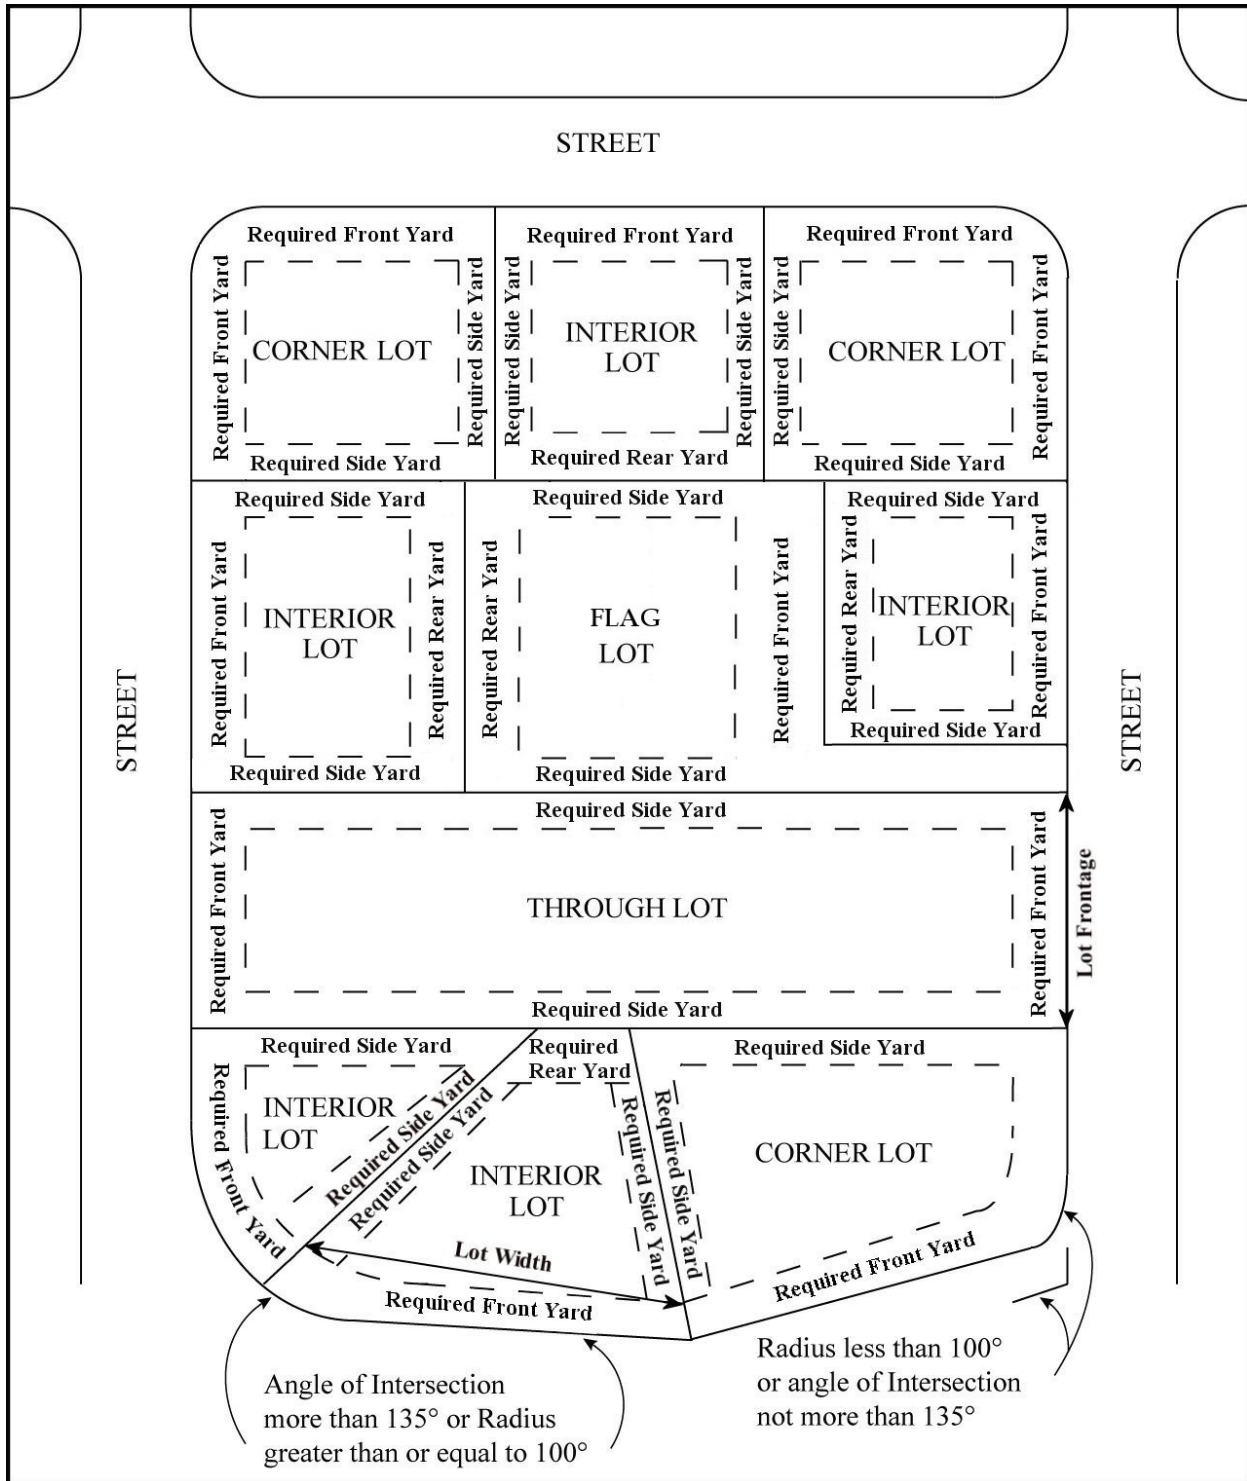 STREET
Required Front Yard
Required Front Yard
Required Front Yard
Required Front Yard
CORNER LOT
Required Side Yard
Required Side Yard
Required Side Yard
INTERIOR
LOT
Required Side Yard
Required Rear Yard
Required Side Yard
CORNER LOT
Required Front Yard
Required Side Yard
Required Side Yard
Required Front Yard
INTERIOR
LOT
Required Rear Yard
Required Side Yard
Required Side Yard
Required Rear Yard
FLAG
LOT
Required Front Yard
Required Side Yard
Required Side Yard
Required Rear Yard
INTERIOR
LOT
Required Front Yard
Required Side Yard
STREET
STREET
Required Side Yard
Required Front Yard
THROUGH LOT
Required Front Yard
Lot Frontage
Required Side Yard
Required Side Yard
Required Front Yard
INTERIOR
LOT
Required Side Yard
Required
Rear Yard
Required Side Yard
INTERIOR
LOT
Required Side Yard
Lot Width
Required Front Yard
Required Side Yard
Required Side Yard
CORNER LOT
Required Front Yard
Angle of Intersection
more than 135° or Radius
greater than or equal to 100°
Radius less than 100°
or angle of Intersection
not more than 135°